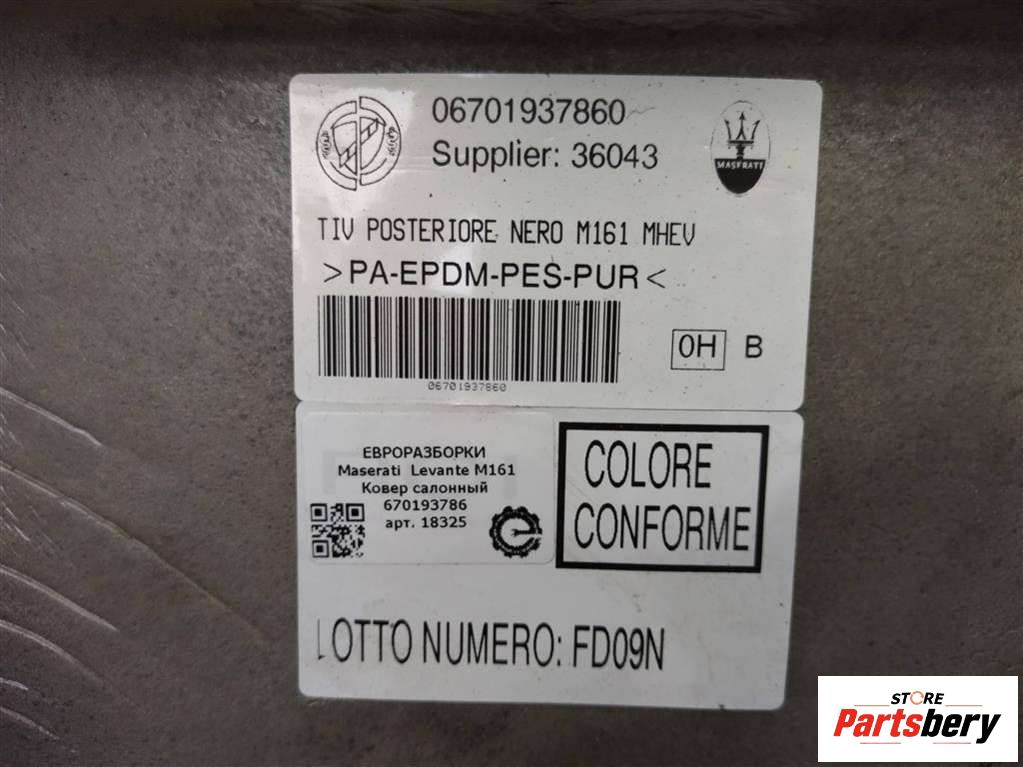 06701937860
Supplier: 36043
MASERATI
TIV POSTERIORE NERO M161 MHEV
>PA-EPDM-PES-PUR<
06701937860
0H B
ЕВРОРАЗБОРКИ
Maserati Levante M161
Ковер салонный
670193786
арт. 18325
COLORE
CONFORME
LOTTO NUMERO: FD09N
STORE
Partsbery